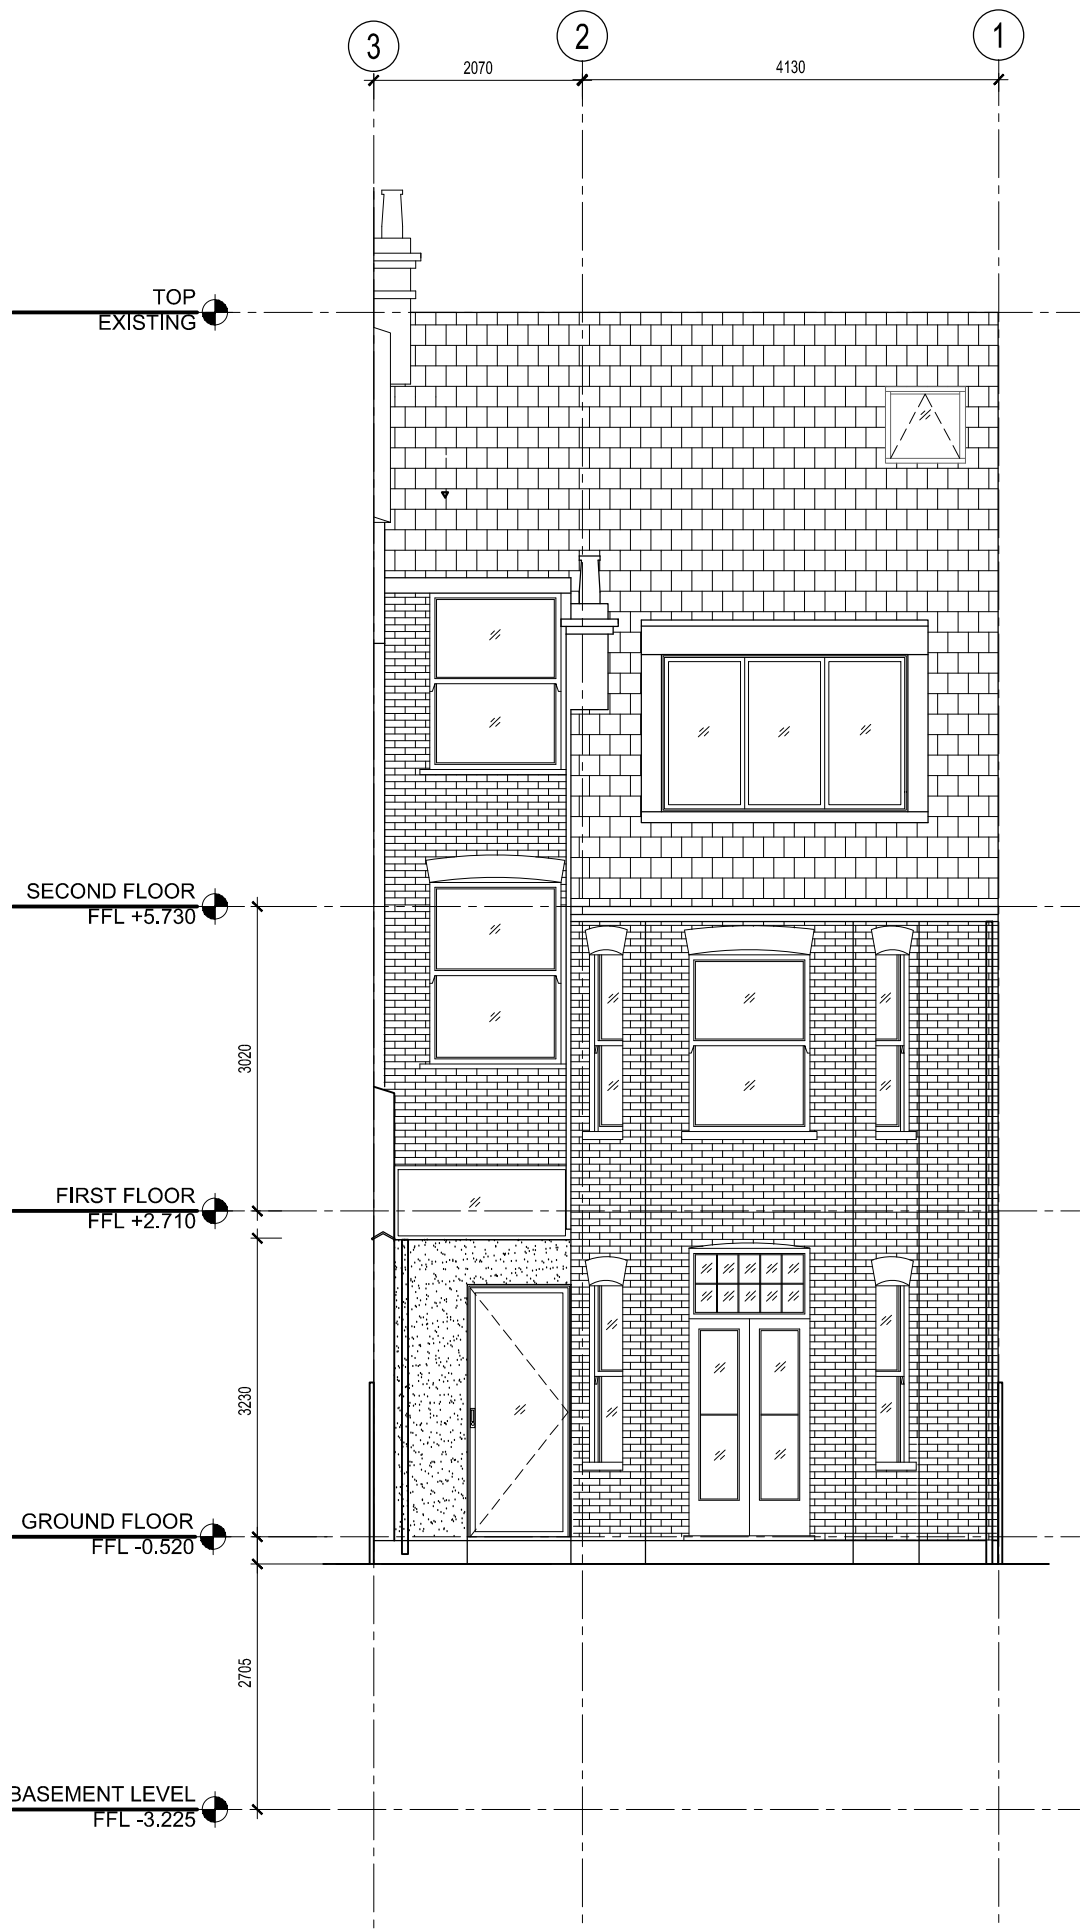 3
2
1
2070
4130
TOP
EXISTING
SECOND FLOOR
FFL +5.730
3020
FIRST FLOOR
FFL +2.710
3230
GROUND FLOOR
FFL -0.520
2705
BASEMENT LEVEL
FFL -3.225